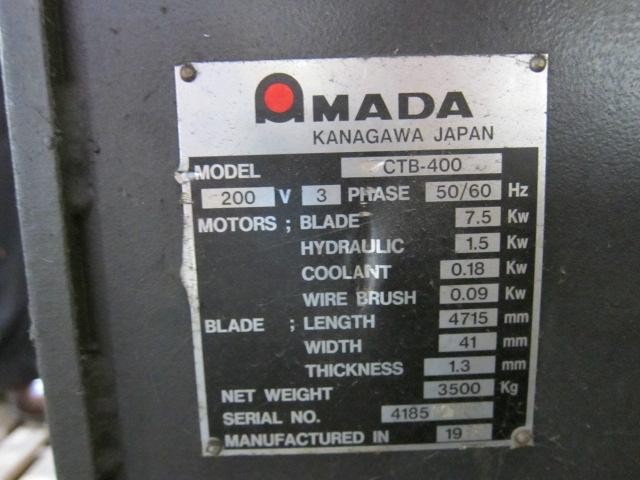 AMADA
KANAGAWA JAPAN
MODEL CTB-400
200 V 3 PHASE 50/60 Hz
MOTORS ; BLADE 7.5 Kw
HYDRAULIC 1.5 Kw
COOLANT 0.18 Kw
WIRE BRUSH 0.09 Kw
BLADE ; LENGTH 4715 mm
WIDTH 41 mm
THICKNESS 1.3 mm
NET WEIGHT 3500 Kg
SERIAL NO. 4185
MANUFACTURED IN 19